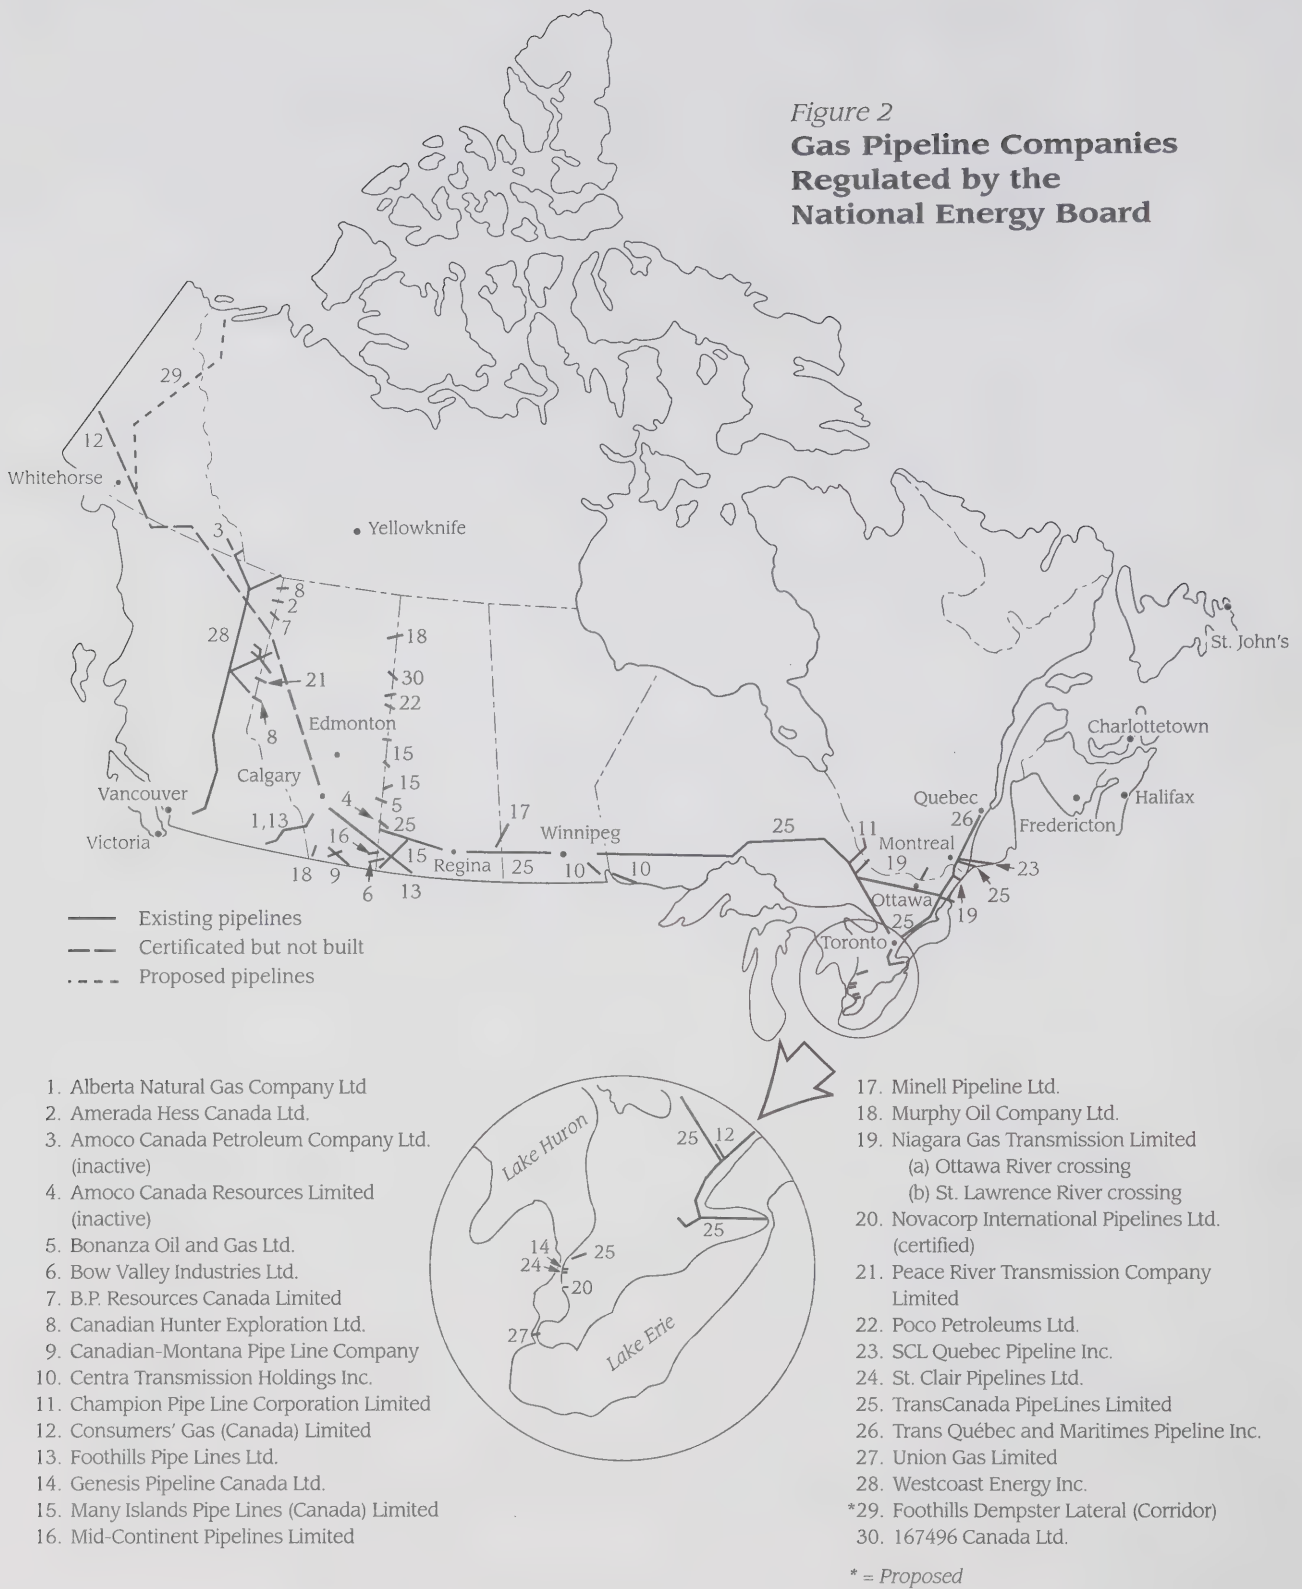 Figure 2
Gas Pipeline Companies
Regulated by the
National Energy Board
29
12
Whitehorse
3
Yellowknife
8
2
28
7
18
St. John's
21
30
22
8
Edmonton
Charlottetown
15
Calgary
15
Vancouver
4
5
17
Quebec
Halifax
1,13
25
Winnipeg
25
11
26
Fredericton
Victoria
16
Montreal
15
Regina
25
10
10
19
23
18
9
6
13
Ottawa
25
19
25
Toronto
Existing pipelines
Certificated but not built
Proposed pipelines
1. Alberta Natural Gas Company Ltd
2. Amerada Hess Canada Ltd.
3. Amoco Canada Petroleum Company Ltd.
(inactive)
4. Amoco Canada Resources Limited
(inactive)
5. Bonanza Oil and Gas Ltd.
6. Bow Valley Industries Ltd.
7. B.P. Resources Canada Limited
8. Canadian Hunter Exploration Ltd.
9. Canadian-Montana Pipe Line Company
10. Centra Transmission Holdings Inc.
11. Champion Pipe Line Corporation Limited
12. Consumers' Gas (Canada) Limited
13. Foothills Pipe Lines Ltd.
14. Genesis Pipeline Canada Ltd.
15. Many Islands Pipe Lines (Canada) Limited
16. Mid-Continent Pipelines Limited
Lake Huron
25
12
25
14
25
24
20
27
Lake Erie
17. Minell Pipeline Ltd.
18. Murphy Oil Company Ltd.
19. Niagara Gas Transmission Limited
(a) Ottawa River crossing
(b) St. Lawrence River crossing
20. Novacorp International Pipelines Ltd.
(certified)
21. Peace River Transmission Company
Limited
22. Poco Petroleums Ltd.
23. SCL Quebec Pipeline Inc.
24. St. Clair Pipelines Ltd.
25. TransCanada PipeLines Limited
26. Trans Québec and Maritimes Pipeline Inc.
27. Union Gas Limited
28. Westcoast Energy Inc.
*29. Foothills Dempster Lateral (Corridor)
30. 167496 Canada Ltd.
* = Proposed